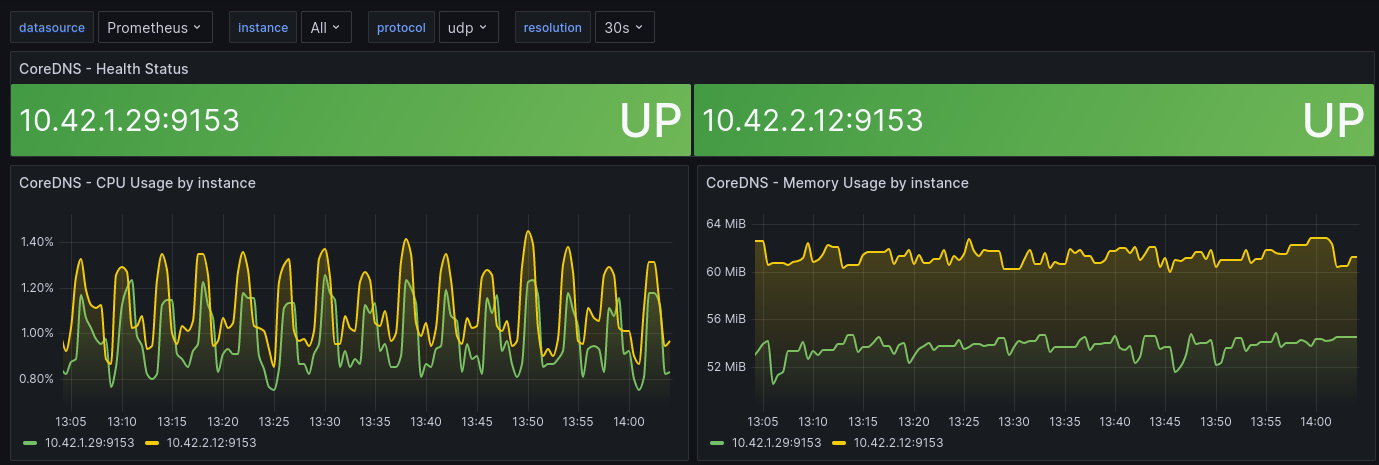 datasource Prometheus instance All protocol udp resolution 30s
CoreDNS - Health Status
10.42.1.29:9153 UP 10.42.2.12:9153 UP
CoreDNS - CPU Usage by instance
1.40%
1.20%
1.00%
0.80%
13:05 13:10 13:15 13:20 13:25 13:30 13:35 13:40 13:45 13:50 13:55 14:00
10.42.1.29:9153 10.42.2.12:9153
CoreDNS - Memory Usage by instance
64 MiB
60 MiB
56 MiB
52 MiB
13:05 13:10 13:15 13:20 13:25 13:30 13:35 13:40 13:45 13:50 13:55 14:00
10.42.1.29:9153 10.42.2.12:9153